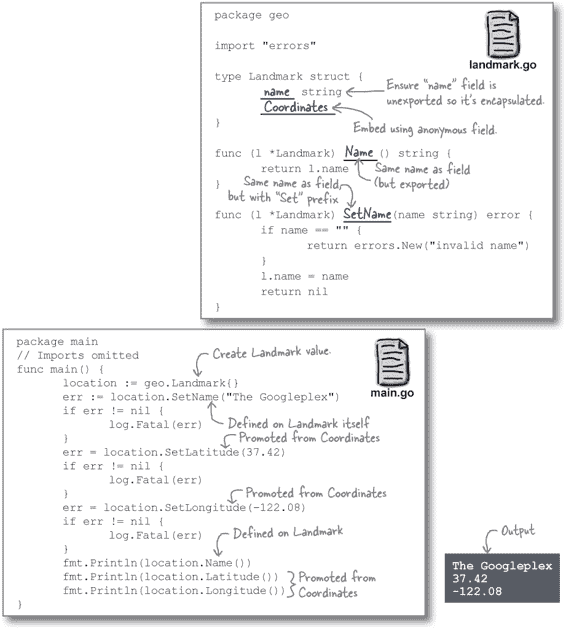 package geo
landmark.go
import "errors"
type Landmark struct {
name string
Ensure "name" field is
unexported so it's encapsulated.
Coordinates
Embed using anonymous field.
}
func (l *Landmark) Name () string {
return l.name
Same name as field
(but exported)
}
Same name as field,
but with "Set" prefix
func (l *Landmark) SetName(name string) error {
if name == "" {
return errors.New("invalid name")
}
l.name = name
return nil
}
package main
// Imports omitted
func main() {
Create Landmark value.
main.go
location := geo.Landmark{}
err := location.SetName("The Googleplex")
if err != nil {
log.Fatal(err)
Defined on Landmark itself
}
Promoted from Coordinates
err = location.SetLatitude(37.42)
if err != nil {
log.Fatal(err)
}
Promoted from Coordinates
err = location.SetLongitude(-122.08)
if err != nil {
log.Fatal(err)
Defined on Landmark
}
fmt.Println(location.Name())
fmt.Println(location.Latitude())
fmt.Println(location.Longitude())
Promoted from
Coordinates
}
Output
The Googleplex
37.42
-122.08